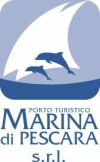 PORTO TURISTICO
MARINA
di PESCARA
s.r.l.